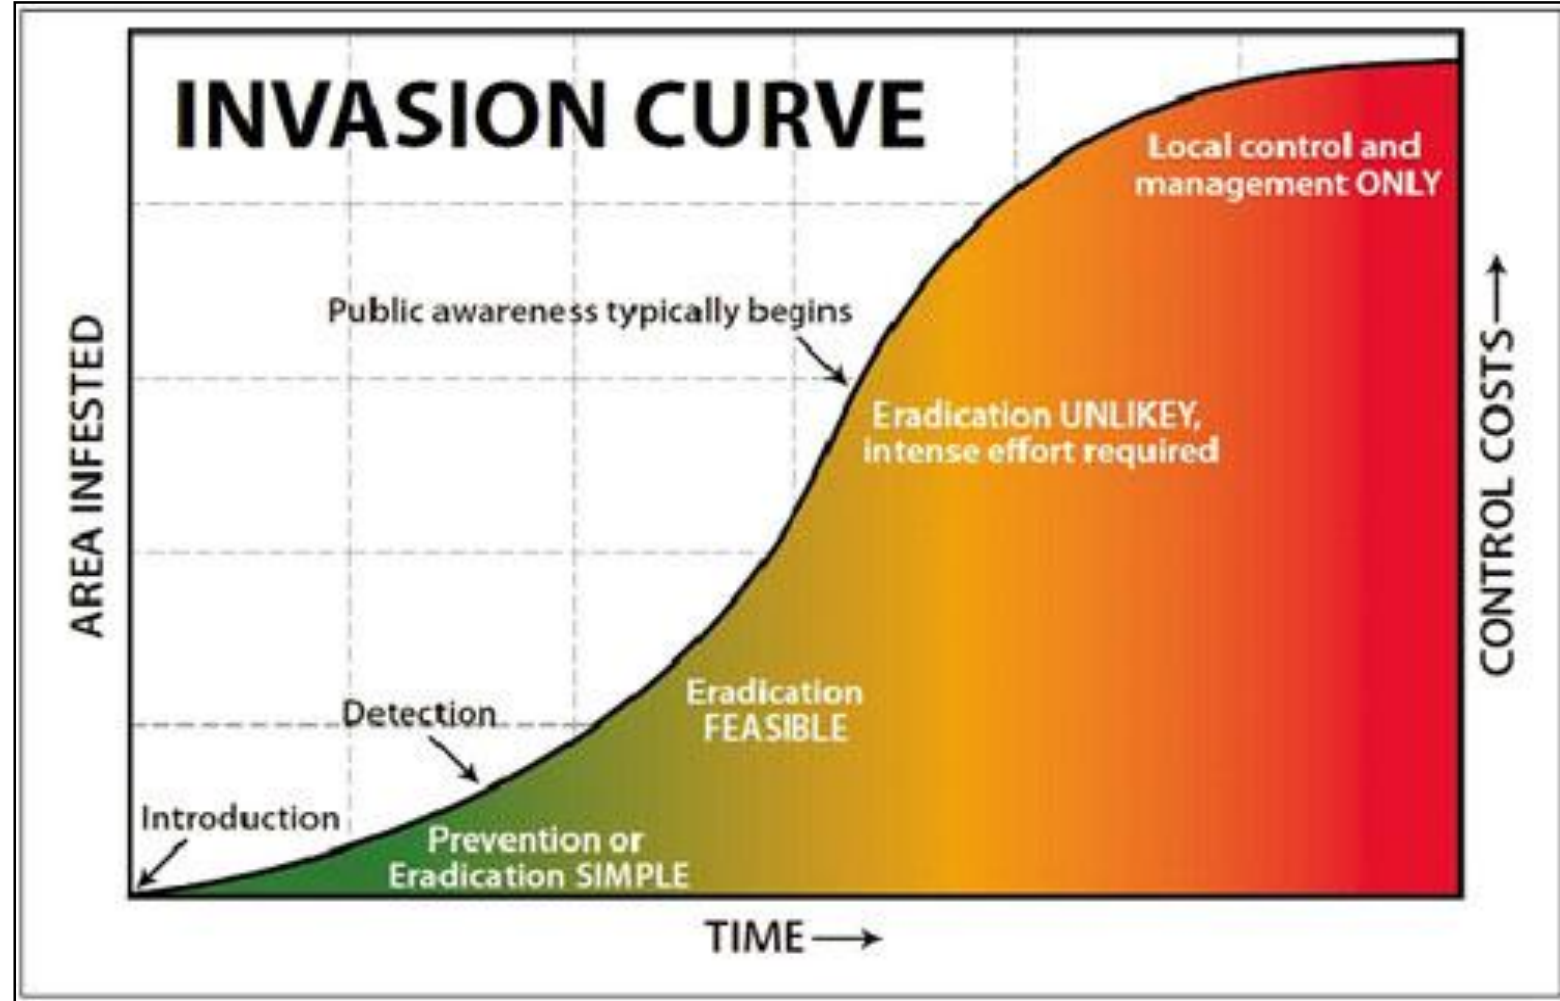 INVASION CURVE
Local control and
management ONLY
Public awareness typically begins
Eradication UNLIKEY,
intense effort required
Eradication
FEASIBLE
Detection
Introduction
Prevention or
Eradication SIMPLE
AREA INFESTED
CONTROL COSTS→
TIME→